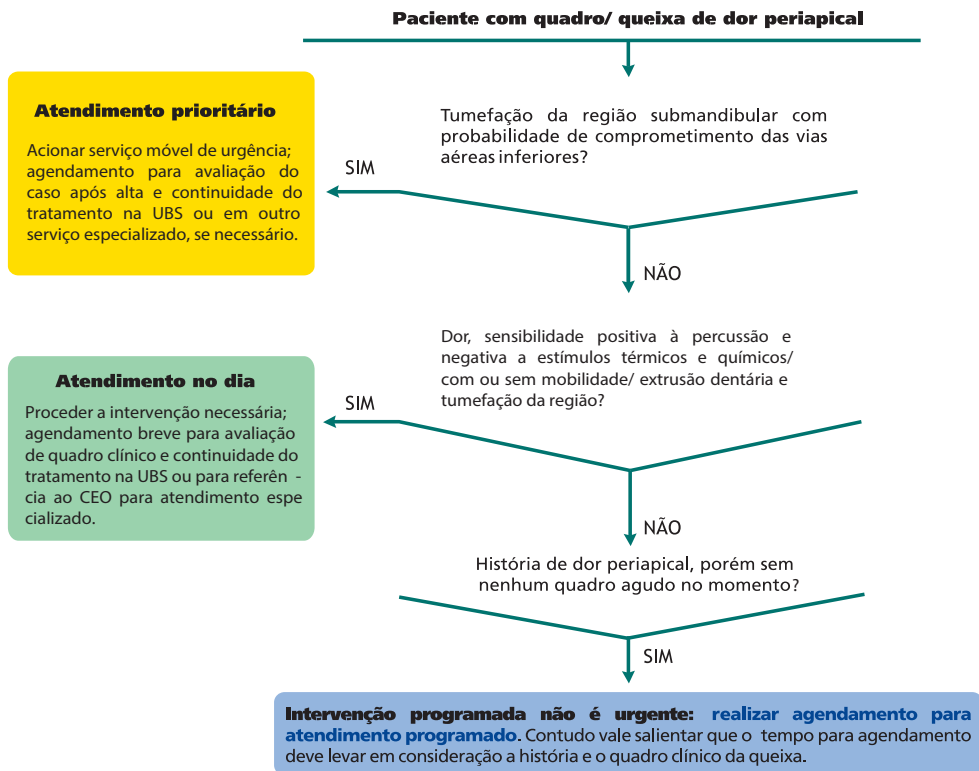 Paciente com quadro/ queixa de dor periapical
Tumefação da região submandibular com
probabilidade de comprometimento das vias
aéreas inferiores?
SIM
Atendimento prioritário
Acionar serviço móvel de urgência;
agendamento para avaliação do
caso após alta e continuidade do
tratamento na UBS ou em outro
serviço especializado, se necessário.
NÃO
Dor, sensibilidade positiva à percussão e
negativa a estímulos térmicos e químicos/
com ou sem mobilidade/ extrusão dentária e
tumefação da região?
SIM
Atendimento no dia
Proceder a intervenção necessária;
agendamento breve para avaliação
de quadro clínico e continuidade do
tratamento na UBS ou para referên -
cia ao CEO para atendimento espe
cializado.
NÃO
História de dor periapical, porém sem
nenhum quadro agudo no momento?
SIM
Intervenção programada não é urgente: realizar agendamento para
atendimento programado. Contudo vale salientar que o tempo para agendamento
deve levar em consideração a história e o quadro clínico da queixa.